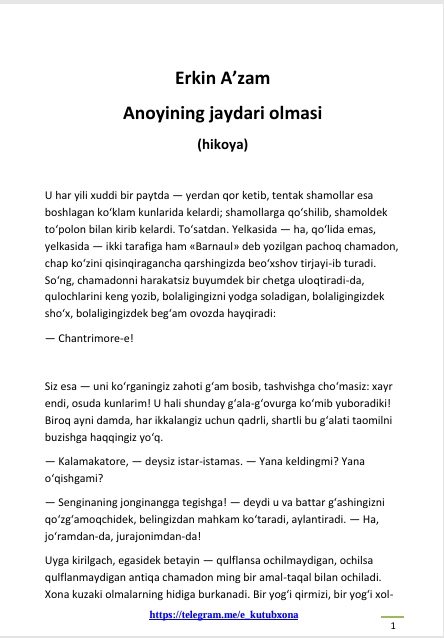 Erkin A’zam
Anoyining jaydari olmasi
(hikoya)
U har yili xuddi bir paytda — yerdan qor ketib, tentak shamollar esa
boshlagan ko‘klam kunlarida kelardi; shamollarga qo‘shilib, shamoldek
to‘polon bilan kirib kelardi. To‘satdan. Yelkasida — ha, qo‘lida emas,
yelkasida — ikki tarafiga ham «Barnaul» deb yozilgan pachoq chamadon,
chap ko‘zini qisinqiragancha qarshingizda beo‘xshov tirjayi-ib turadi.
So‘ng, chamadonni harakatsiz buyumdek bir chetga uloqtiradi-da,
qulochlarini keng yozib, bolaligingizni yodga soladigan, bolaligingizdek
sho‘x, bolaligingizdek beg‘am ovozda hayqiradi:
— Chantrimore-e!
Siz esa — uni ko‘rganingiz zahoti g‘am bosib, tashvishga cho‘masiz: xayr
endi, osuda kunlarim! U hali shunday g‘ala-g‘ovurga ko‘mib yuboradiki!
Biroq ayni damda, har ikkalangiz uchun qadrli, shartli bu g‘alati taomilni
buzishga haqqingiz yo‘q.
— Kalamakatore, — deysiz istar-istamas. — Yana keldingmi? Yana
o‘qishgami?
— Senginaning jonginangga tegishga! — deydi u va battar g‘ashingizni
qo‘zg‘amoqchidek, belingizdan mahkam ko‘taradi, aylantiradi. — Ha,
jo‘ramdan-da, jurajonimdan-da!
Uyga kirilgach, egasidek betayin — qulflansa ochilmaydigan, ochilsa
qulflanmaydigan antiqa chamadon ming bir amal-taqal bilan ochiladi.
Xona kuzaki olmalarning hidiga burkanadi. Bir yog‘i qirmizi, bir yog‘i xol-
https://telegram.me/e_kutubxona
1